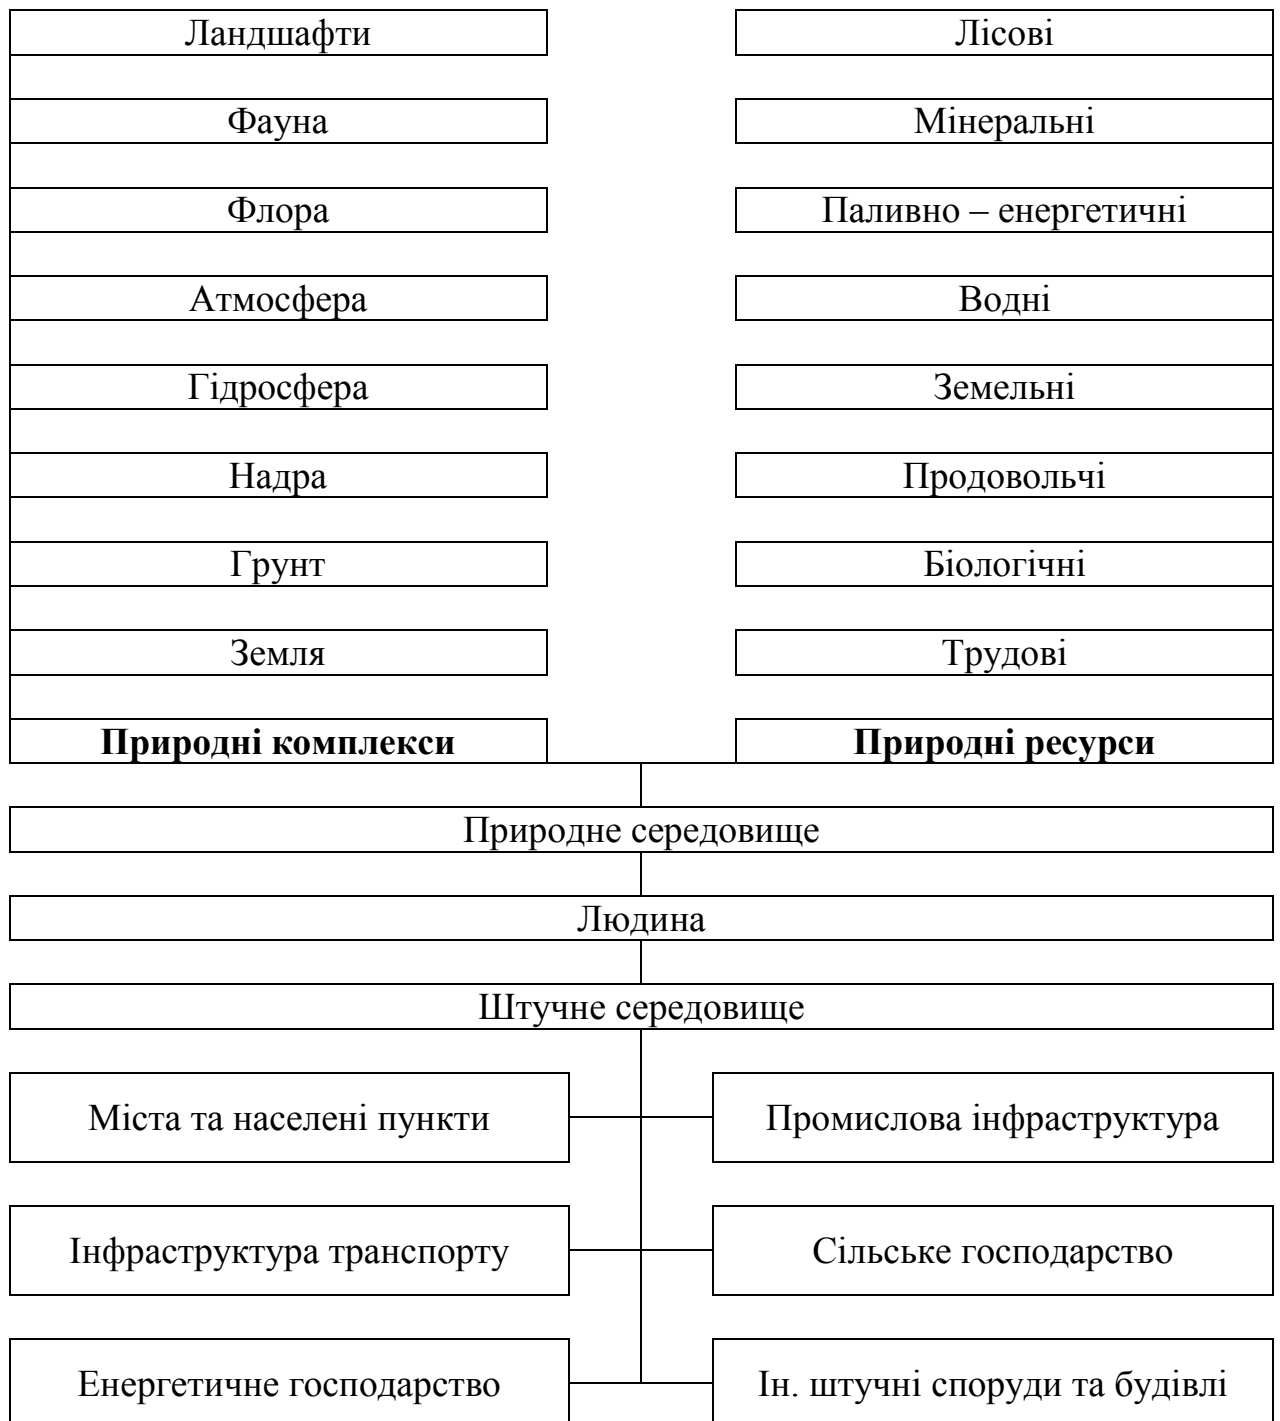 Ландшафти
Лісові
Фауна
Мінеральні
Флора
Паливно – енергетичні
Атмосфера
Водні
Гідросфера
Земельні
Надра
Продовольчі
Грунт
Біологічні
Земля
Трудові
Природні комплекси
Природні ресурси
Природне середовище
Людина
Штучне середовище
Міста та населені пункти
Промислова інфраструктура
Інфраструктура транспорту
Сільське господарство
Енергетичне господарство
Ін. штучні споруди та будівлі